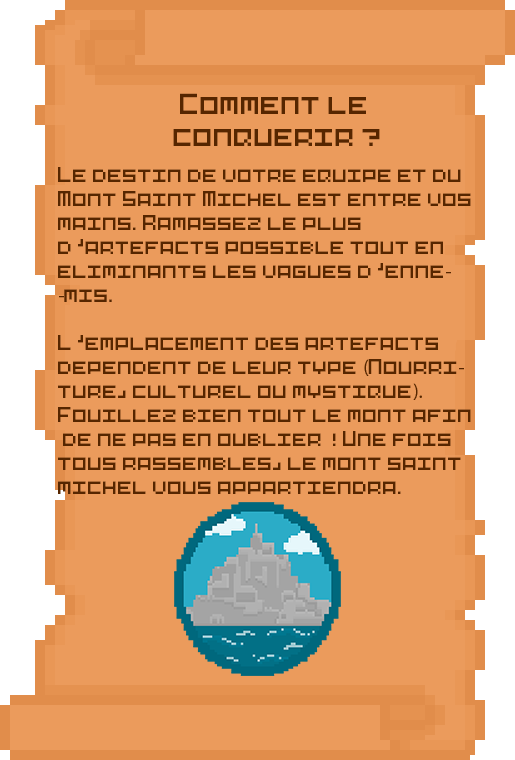 Comment le
conquerir ?
Le destin de votre equipe et du
Mont Saint Michel est entre vos
mains. Ramassez le plus
d 'artefacts possible tout en
eliminants les vagues d 'enne-
-mis.
L 'emplacement des artefacts
dependent de leur type (Nourri-
ture, culturel ou mystique).
Fouillez bien tout le mont afin
de ne pas en oublier ! Une fois
tous rassembles, le mont saint
michel vous appartiendra.